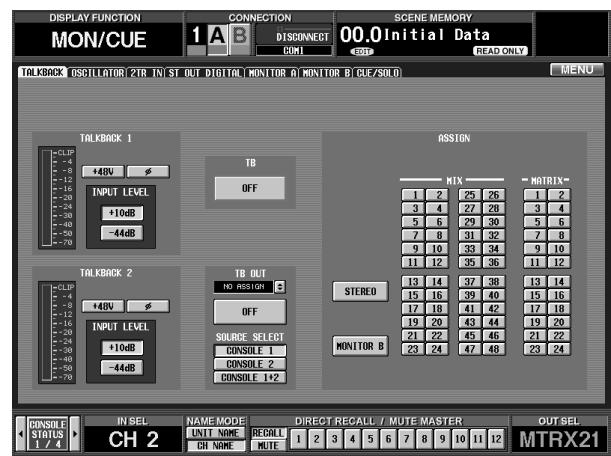 DISPLAY FUNCTION
MON/CUE
CONNECTION
1 A B
DISCONNECT
COM1
SCENE MEMORY
00.0 Initial Data
EDIT
READ ONLY
TALKBACK OSCILLATOR 2TR IN ST OUT DIGITAL MONITOR A MONITOR B CUE/SOLO
MENU
TALKBACK 1
CLIP
-4
-8
-12
-16
-20
-24
-30
-40
-50
-70
+48V ø
INPUT LEVEL
+10dB
-44dB
TB
OFF
TALKBACK 2
CLIP
-4
-8
-12
-16
-20
-24
-30
-40
-50
-70
+48V ø
INPUT LEVEL
+10dB
-44dB
TB OUT
NO ASSIGN
OFF
SOURCE SELECT
CONSOLE 1
CONSOLE 2
CONSOLE 1+2
ASSIGN
STEREO
MONITOR B
MIX MATRIX
1 2 25 26 1 2
3 4 27 28 3 4
5 6 29 30 5 6
7 8 31 32 7 8
9 10 33 34 9 10
11 12 35 36 11 12
13 14 37 38 13 14
15 16 39 40 15 16
17 18 41 42 17 18
19 20 43 44 19 20
21 22 45 46 21 22
23 24 47 48 23 24
CONSOLE
STATUS
1 / 4
IN SEL
CH 2
NAME MODE
UNIT NAME
CH NAME
DIRECT RECALL / MUTE MASTER
RECALL
MUTE
1 2 3 4 5 6 7 8 9 10 11 12
OUT SEL
MTRX21